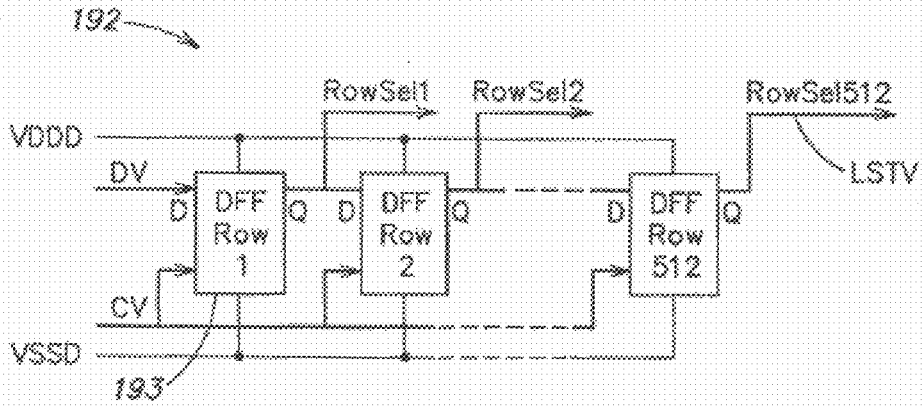 192
RowSel1
RowSel2
RowSel512
VDDD
DV
LSTV
D
DFF
Row
1
Q
D
DFF
Row
2
Q
D
DFF
Row
512
Q
CV
VSSD
193